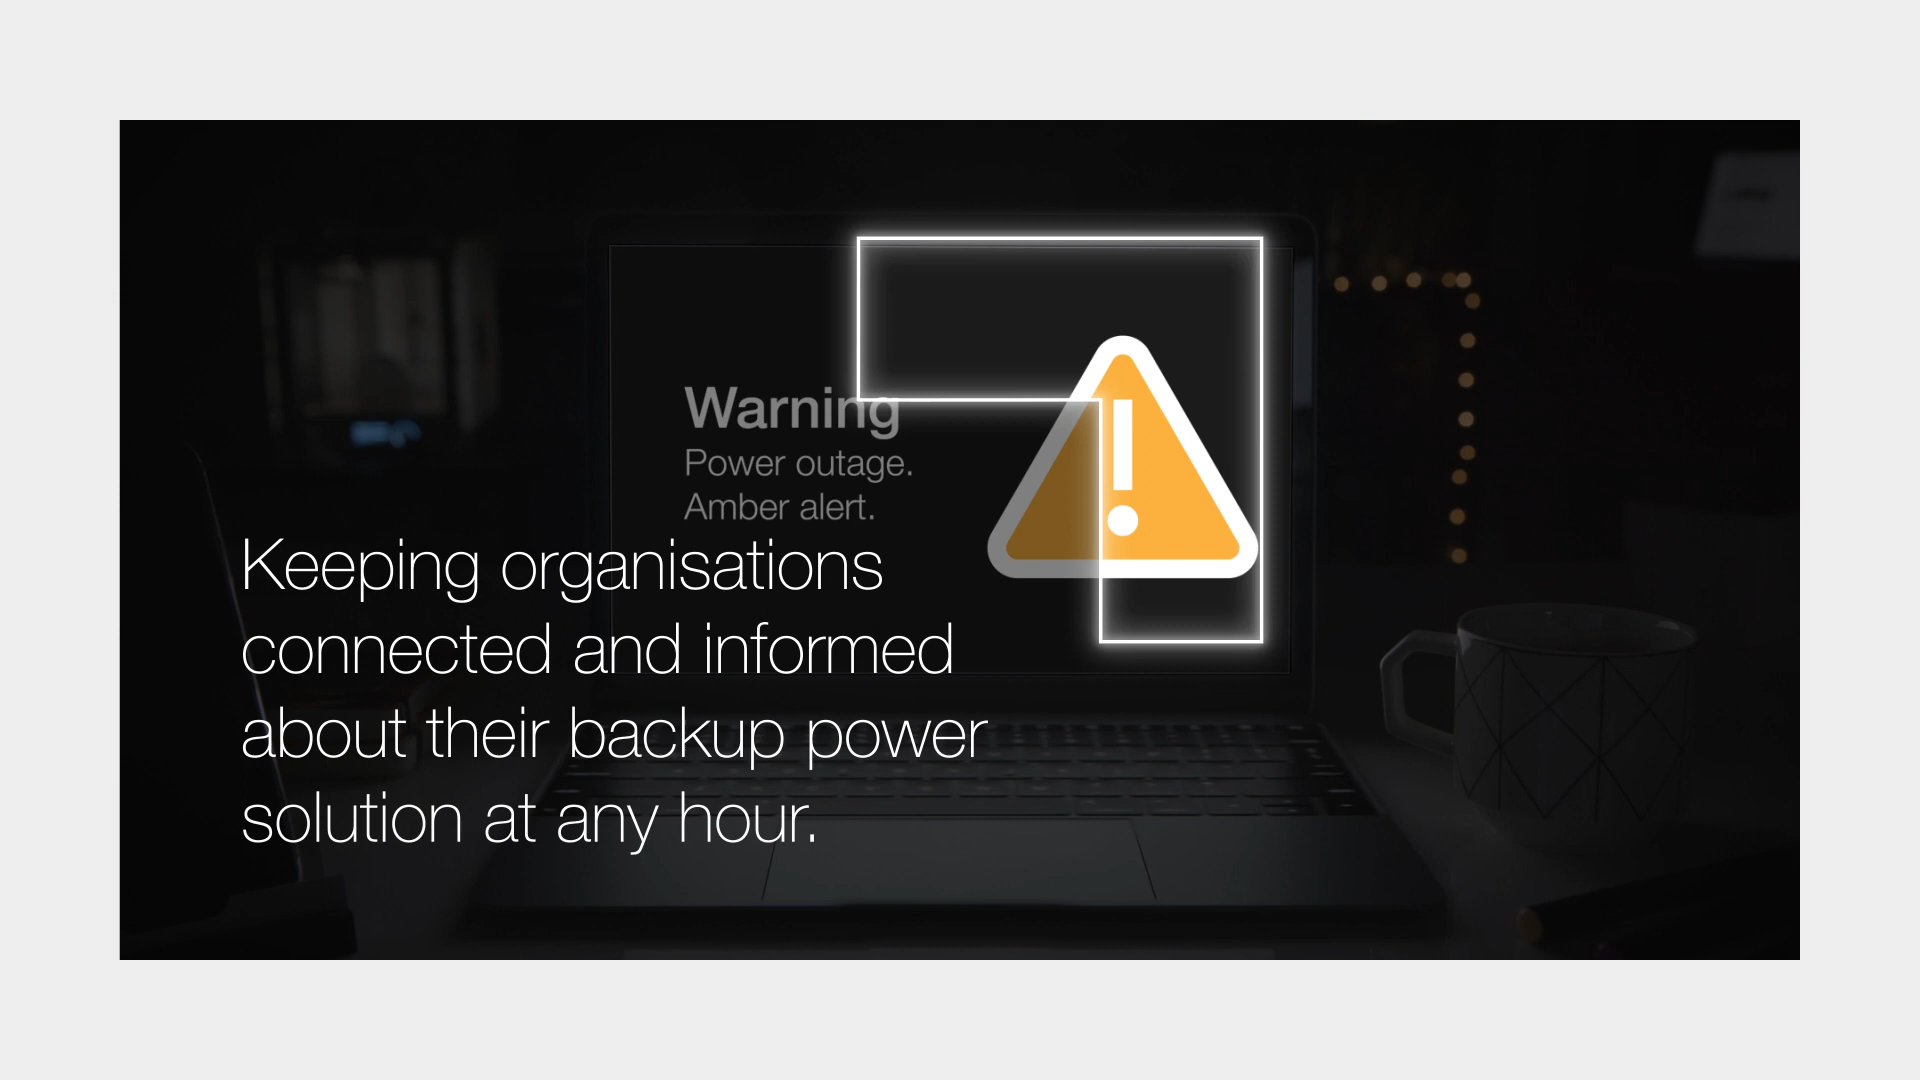 Warning
Power outage.
Amber alert.
Keeping organisations
connected and informed
about their backup power
solution at any hour.